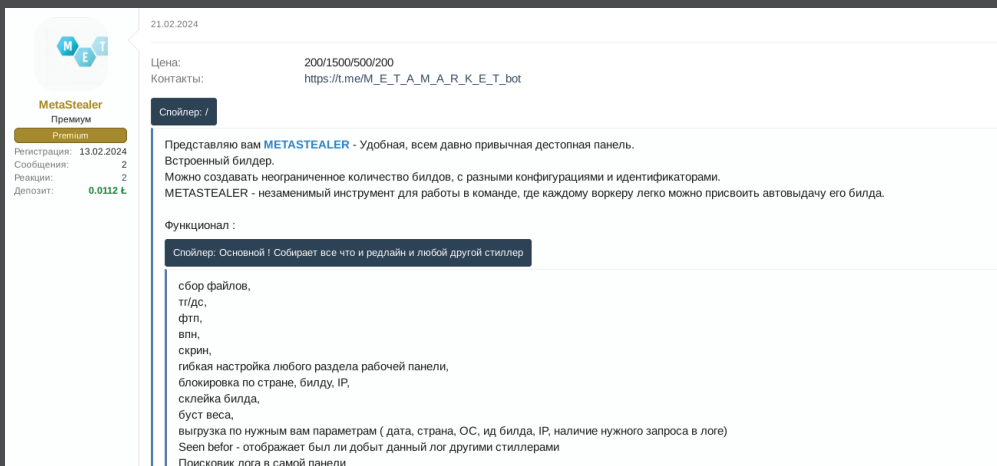 21.02.2024
M E T
Цена: 200/1500/500/200
Контакты: https://t.me/M_E_T_A_M_A_R_K_E_T_bot
MetaStealer
Премиум
Premium
Регистрация: 13.02.2024
Сообщения: 2
Реакции: 2
Депозит: 0.0112 Ł
Спойлер: /
Представляю вам METASTEALER - Удобная, всем давно привычная дестопная панель.
Встроенный билдер.
Можно создавать неограниченное количество билдов, с разными конфигурациями и идентификаторами.
METASTEALER - незаменимый инструмент для работы в команде, где каждому воркеру легко можно присвоить автовыдачу его билда.
Функционал :
Спойлер: Основной ! Собирает все что и редлайн и любой другой стиллер
сбор файлов,
тг/дс,
фтп,
впн,
скрин,
гибкая настройка любого раздела рабочей панели,
блокировка по стране, билду, IP,
склейка билда,
буст веса,
выгрузка по нужным вам параметрам ( дата, страна, ОС, ид билда, IP, наличие нужного запроса в логе)
Seen befor - отображает был ли добыт данный лог другими стиллерами
Поисковик лога в самой панели